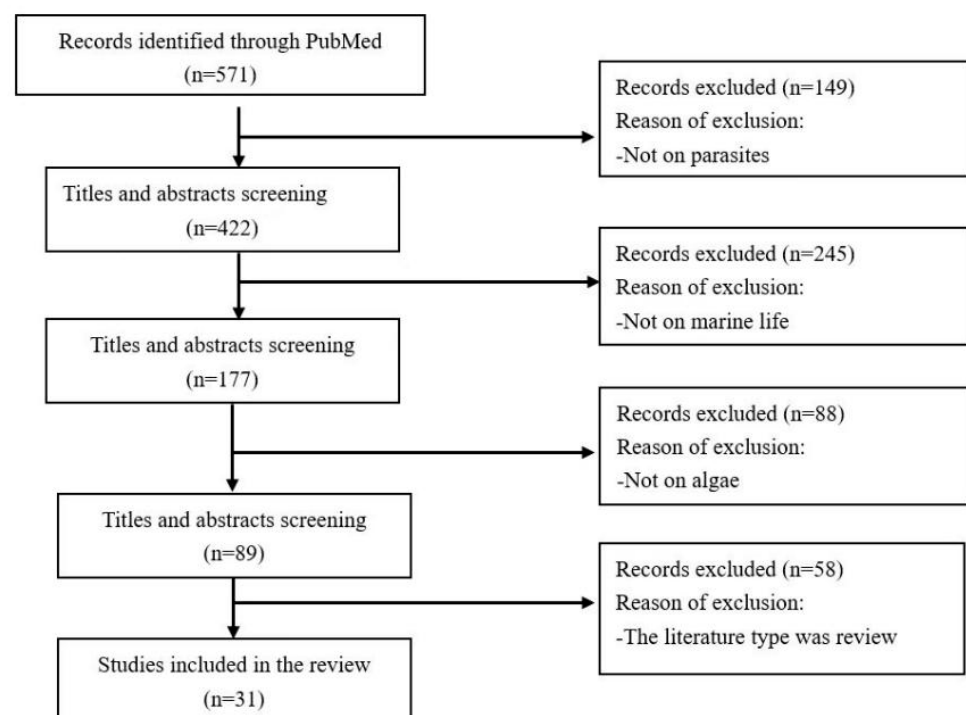 Records identified through PubMed
(n=571)
Records excluded (n=149)
Reason of exclusion:
-Not on parasites
Titles and abstracts screening
(n=422)
Records excluded (n=245)
Reason of exclusion:
-Not on marine life
Titles and abstracts screening
(n=177)
Records excluded (n=88)
Reason of exclusion:
-Not on algae
Titles and abstracts screening
(n=89)
Records excluded (n=58)
Reason of exclusion:
-The literature type was review
Studies included in the review
(n=31)